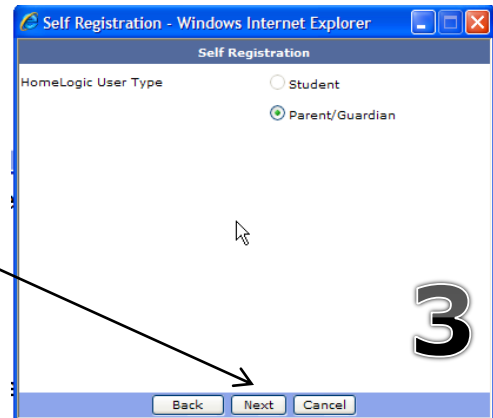 Self Registration - Windows Internet Explorer
Self Registration
HomeLogic User Type
Student
Parent/Guardian
3
Back Next Cancel